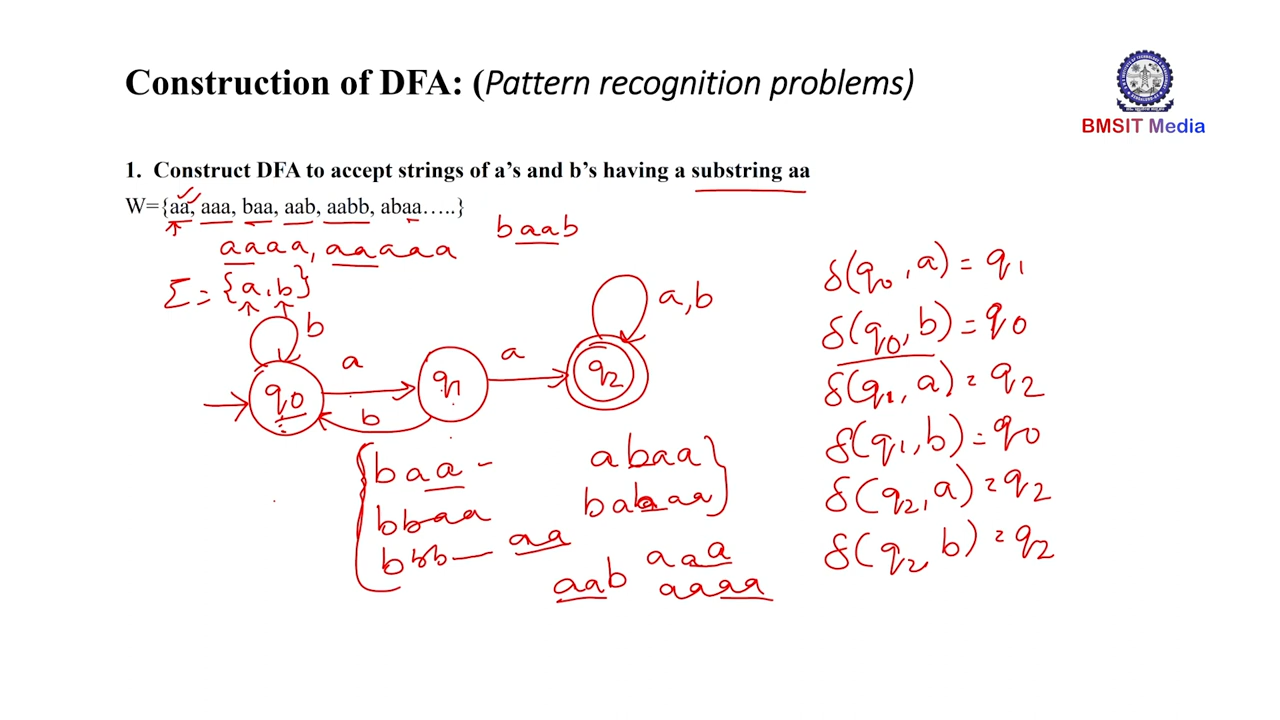 Construction of DFA: (Pattern recognition problems)
BMSIT Media
1. Construct DFA to accept strings of a's and b's having a substring aa
W={aa, aaa, baa, aab, aabb, abaa…..}
baab
aaaa, aaaaa
Σ = {a,b}
b
a
a
a,b
q0
q1
q2
b
baa -
abaa
bbaa
babaa
bbb— aa
aab
aaa
aaaa
δ(q0, a) = q1
δ(q0, b) = q0
δ(q1, a) = q2
δ(q1, b) = q0
δ(q2, a) = q2
δ(q2, b) = q2